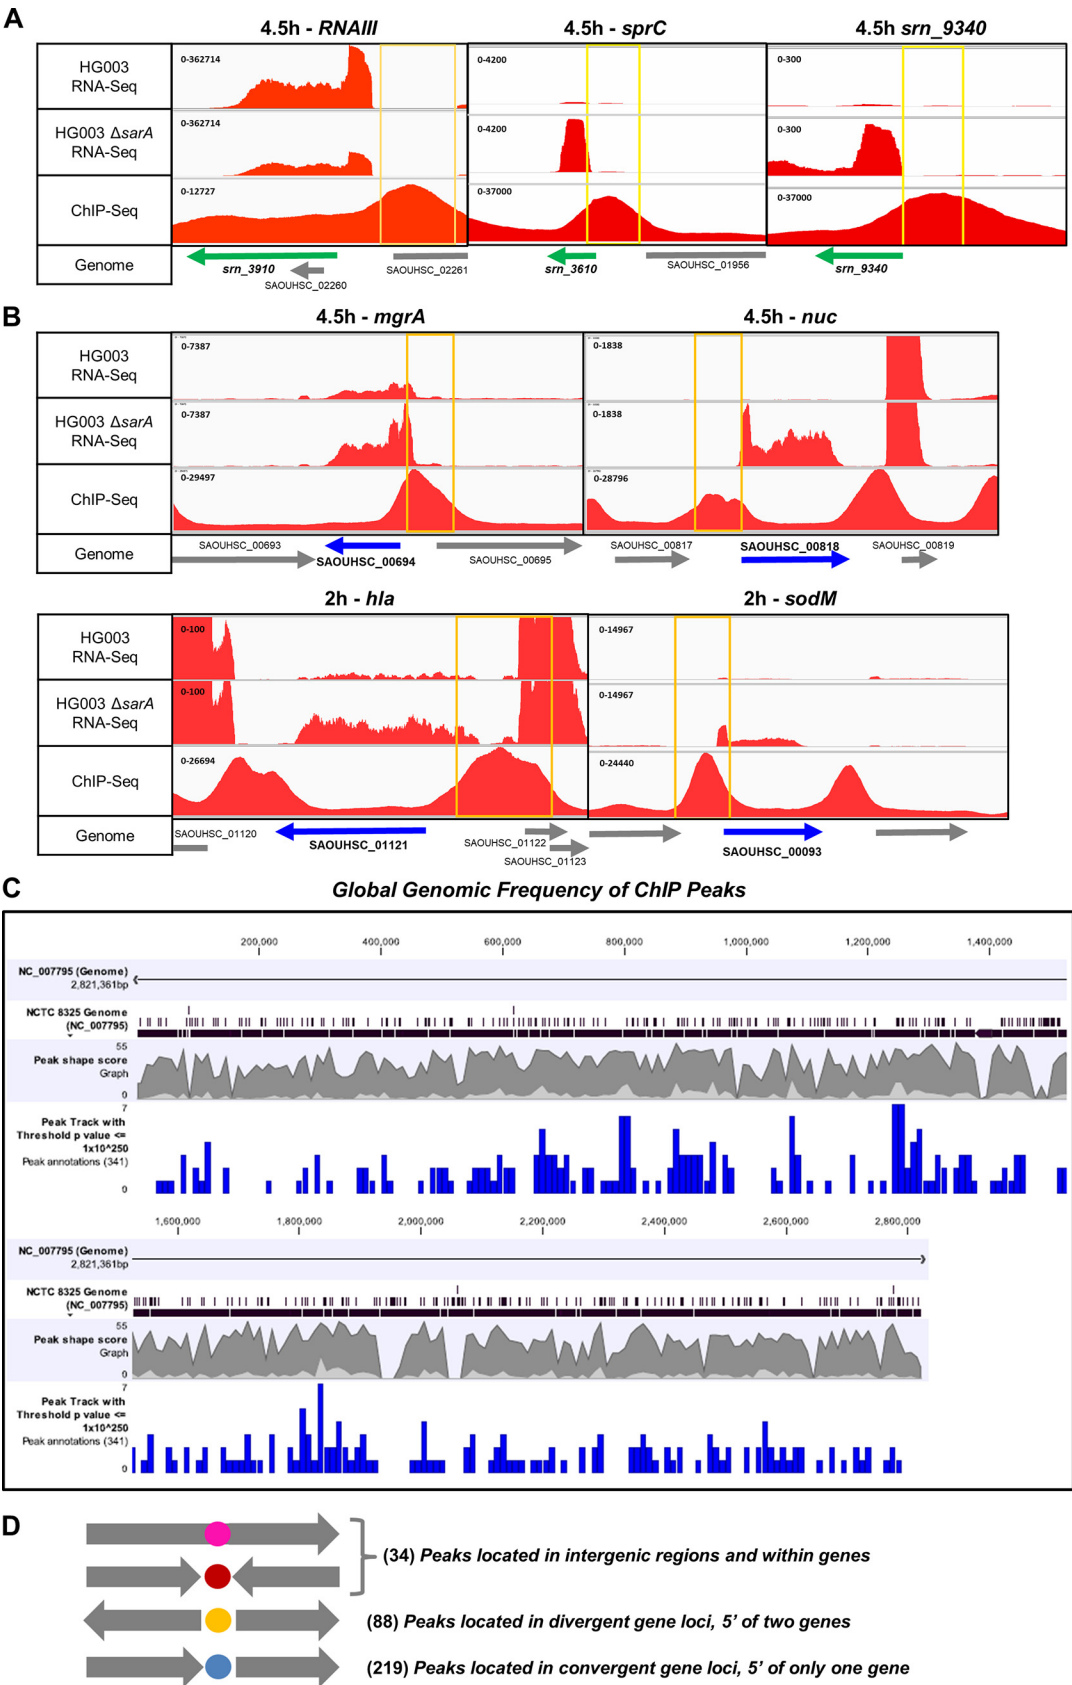 A
4.5h - RNAIII
4.5h - sprC
4.5h srn_9340
HG003
RNA-Seq
0-362714
0-4200
0-300
HG003 ΔsarA
RNA-Seq
0-362714
0-4200
0-300
ChIP-Seq
0-12727
0-37000
0-37000
Genome
srn_3910
SAOUHSC_02260
SAOUHSC_02261
srn_3610
SAOUHSC_01956
srn_9340
B
4.5h - mgrA
4.5h - nuc
HG003
RNA-Seq
0-7387
0-1838
HG003 ΔsarA
RNA-Seq
0-7387
0-1838
ChIP-Seq
0-29497
0-28796
Genome
SAOUHSC_00693
SAOUHSC_00694
SAOUHSC_00695
SAOUHSC_00817
SAOUHSC_00818
SAOUHSC_00819
2h - hla
2h - sodM
HG003
RNA-Seq
0-100
0-14967
HG003 ΔsarA
RNA-Seq
0-100
0-14967
ChIP-Seq
0-26694
0-24440
Genome
SAOUHSC_01120
SAOUHSC_01121
SAOUHSC_01122
SAOUHSC_01123
SAOUHSC_00093
C
Global Genomic Frequency of ChIP Peaks
200,000 400,000 600,000 800,000 1,000,000 1,200,000 1,400,000
NC_007795 (Genome)
2,821,361bp
NCTC 8325 Genome
(NC_007795)
55
Peak shape score
Graph
0
7
Peak Track with
Threshold p value <=
1x10^250
Peak annotations (341)
0
1,600,000 1,800,000 2,000,000 2,200,000 2,400,000 2,600,000 2,800,000
NC_007795 (Genome)
2,821,361bp
NCTC 8325 Genome
(NC_007795)
55
Peak shape score
Graph
0
7
Peak Track with
Threshold p value <=
1x10^250
Peak annotations (341)
0
D
(34) Peaks located in intergenic regions and within genes
(88) Peaks located in divergent gene loci, 5' of two genes
(219) Peaks located in convergent gene loci, 5' of only one gene